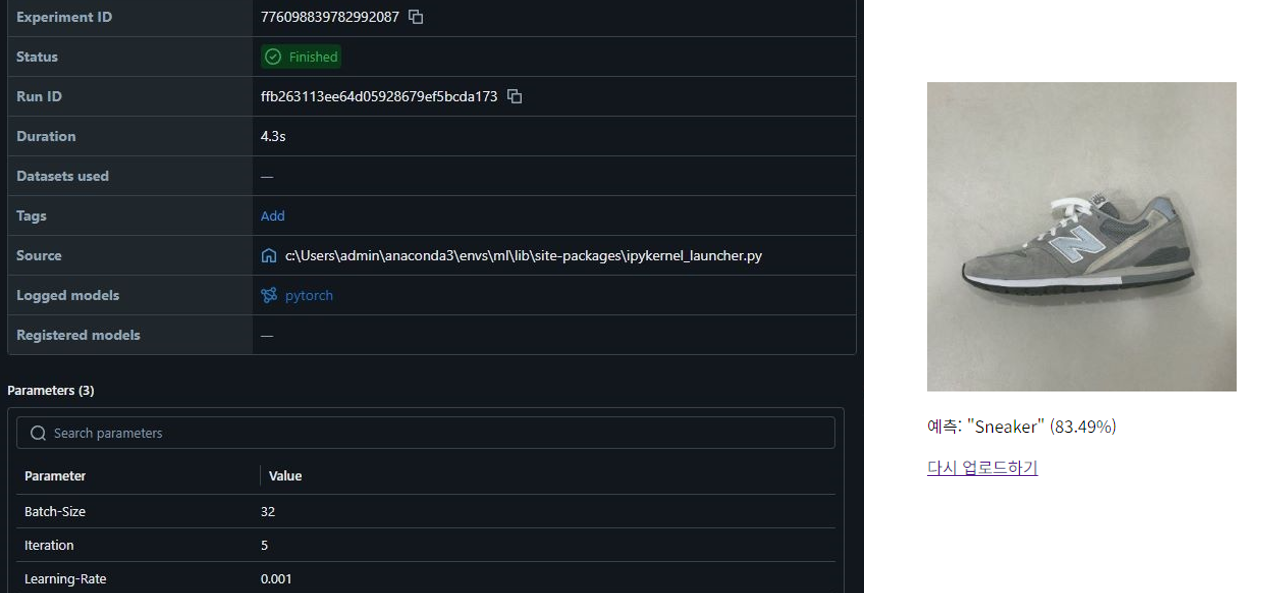 Experiment ID 776098839782992087
Status Finished
Run ID ffb263113ee64d05928679ef5bcda173
Duration 4.3s
Datasets used —
Tags Add
Source c:\Users\admin\anaconda3\envs\ml\lib\site-packages\ipykernel_launcher.py
Logged models pytorch
Registered models —
Parameters (3)
Search parameters
Parameter Value
Batch-Size 32
Iteration 5
Learning-Rate 0.001
N
예측: "Sneaker" (83.49%)
다시 업로드하기